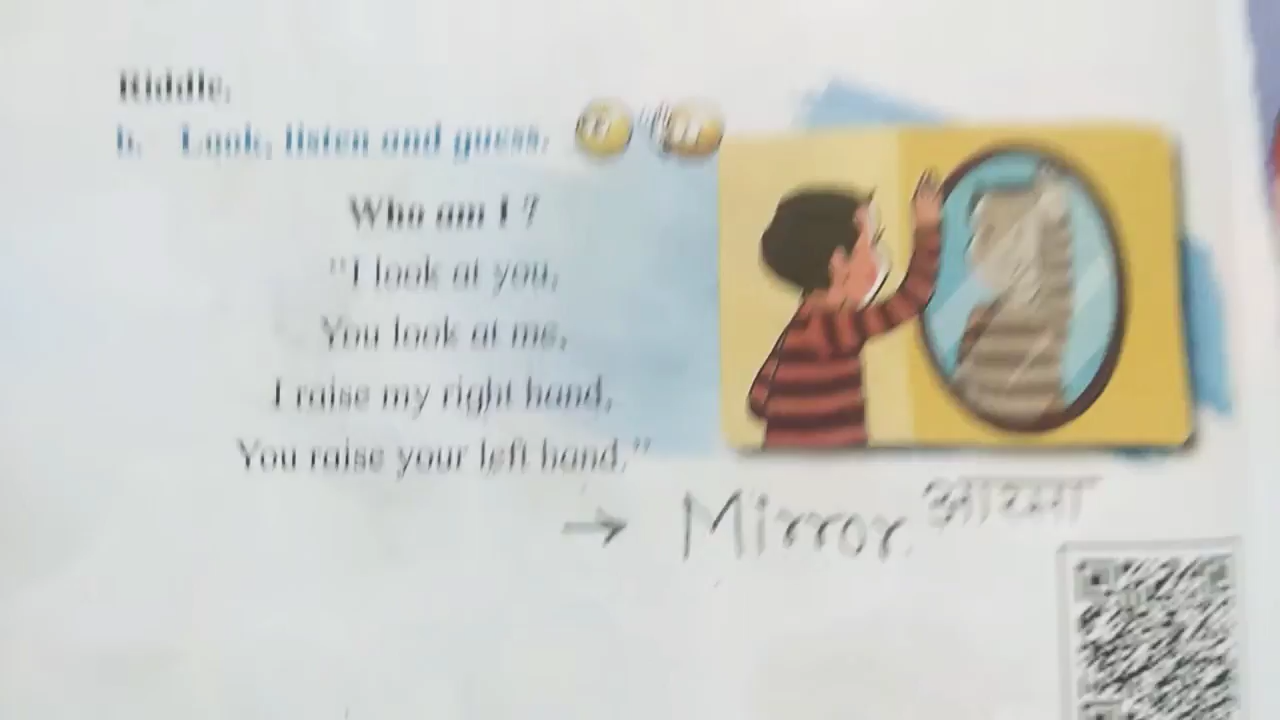 Riddle.
b. Look, listen and guess.
Who am I ?
"I look at you,
You look at me,
I raise my right hand,
You raise your left hand."
→ Mirror. आरसा